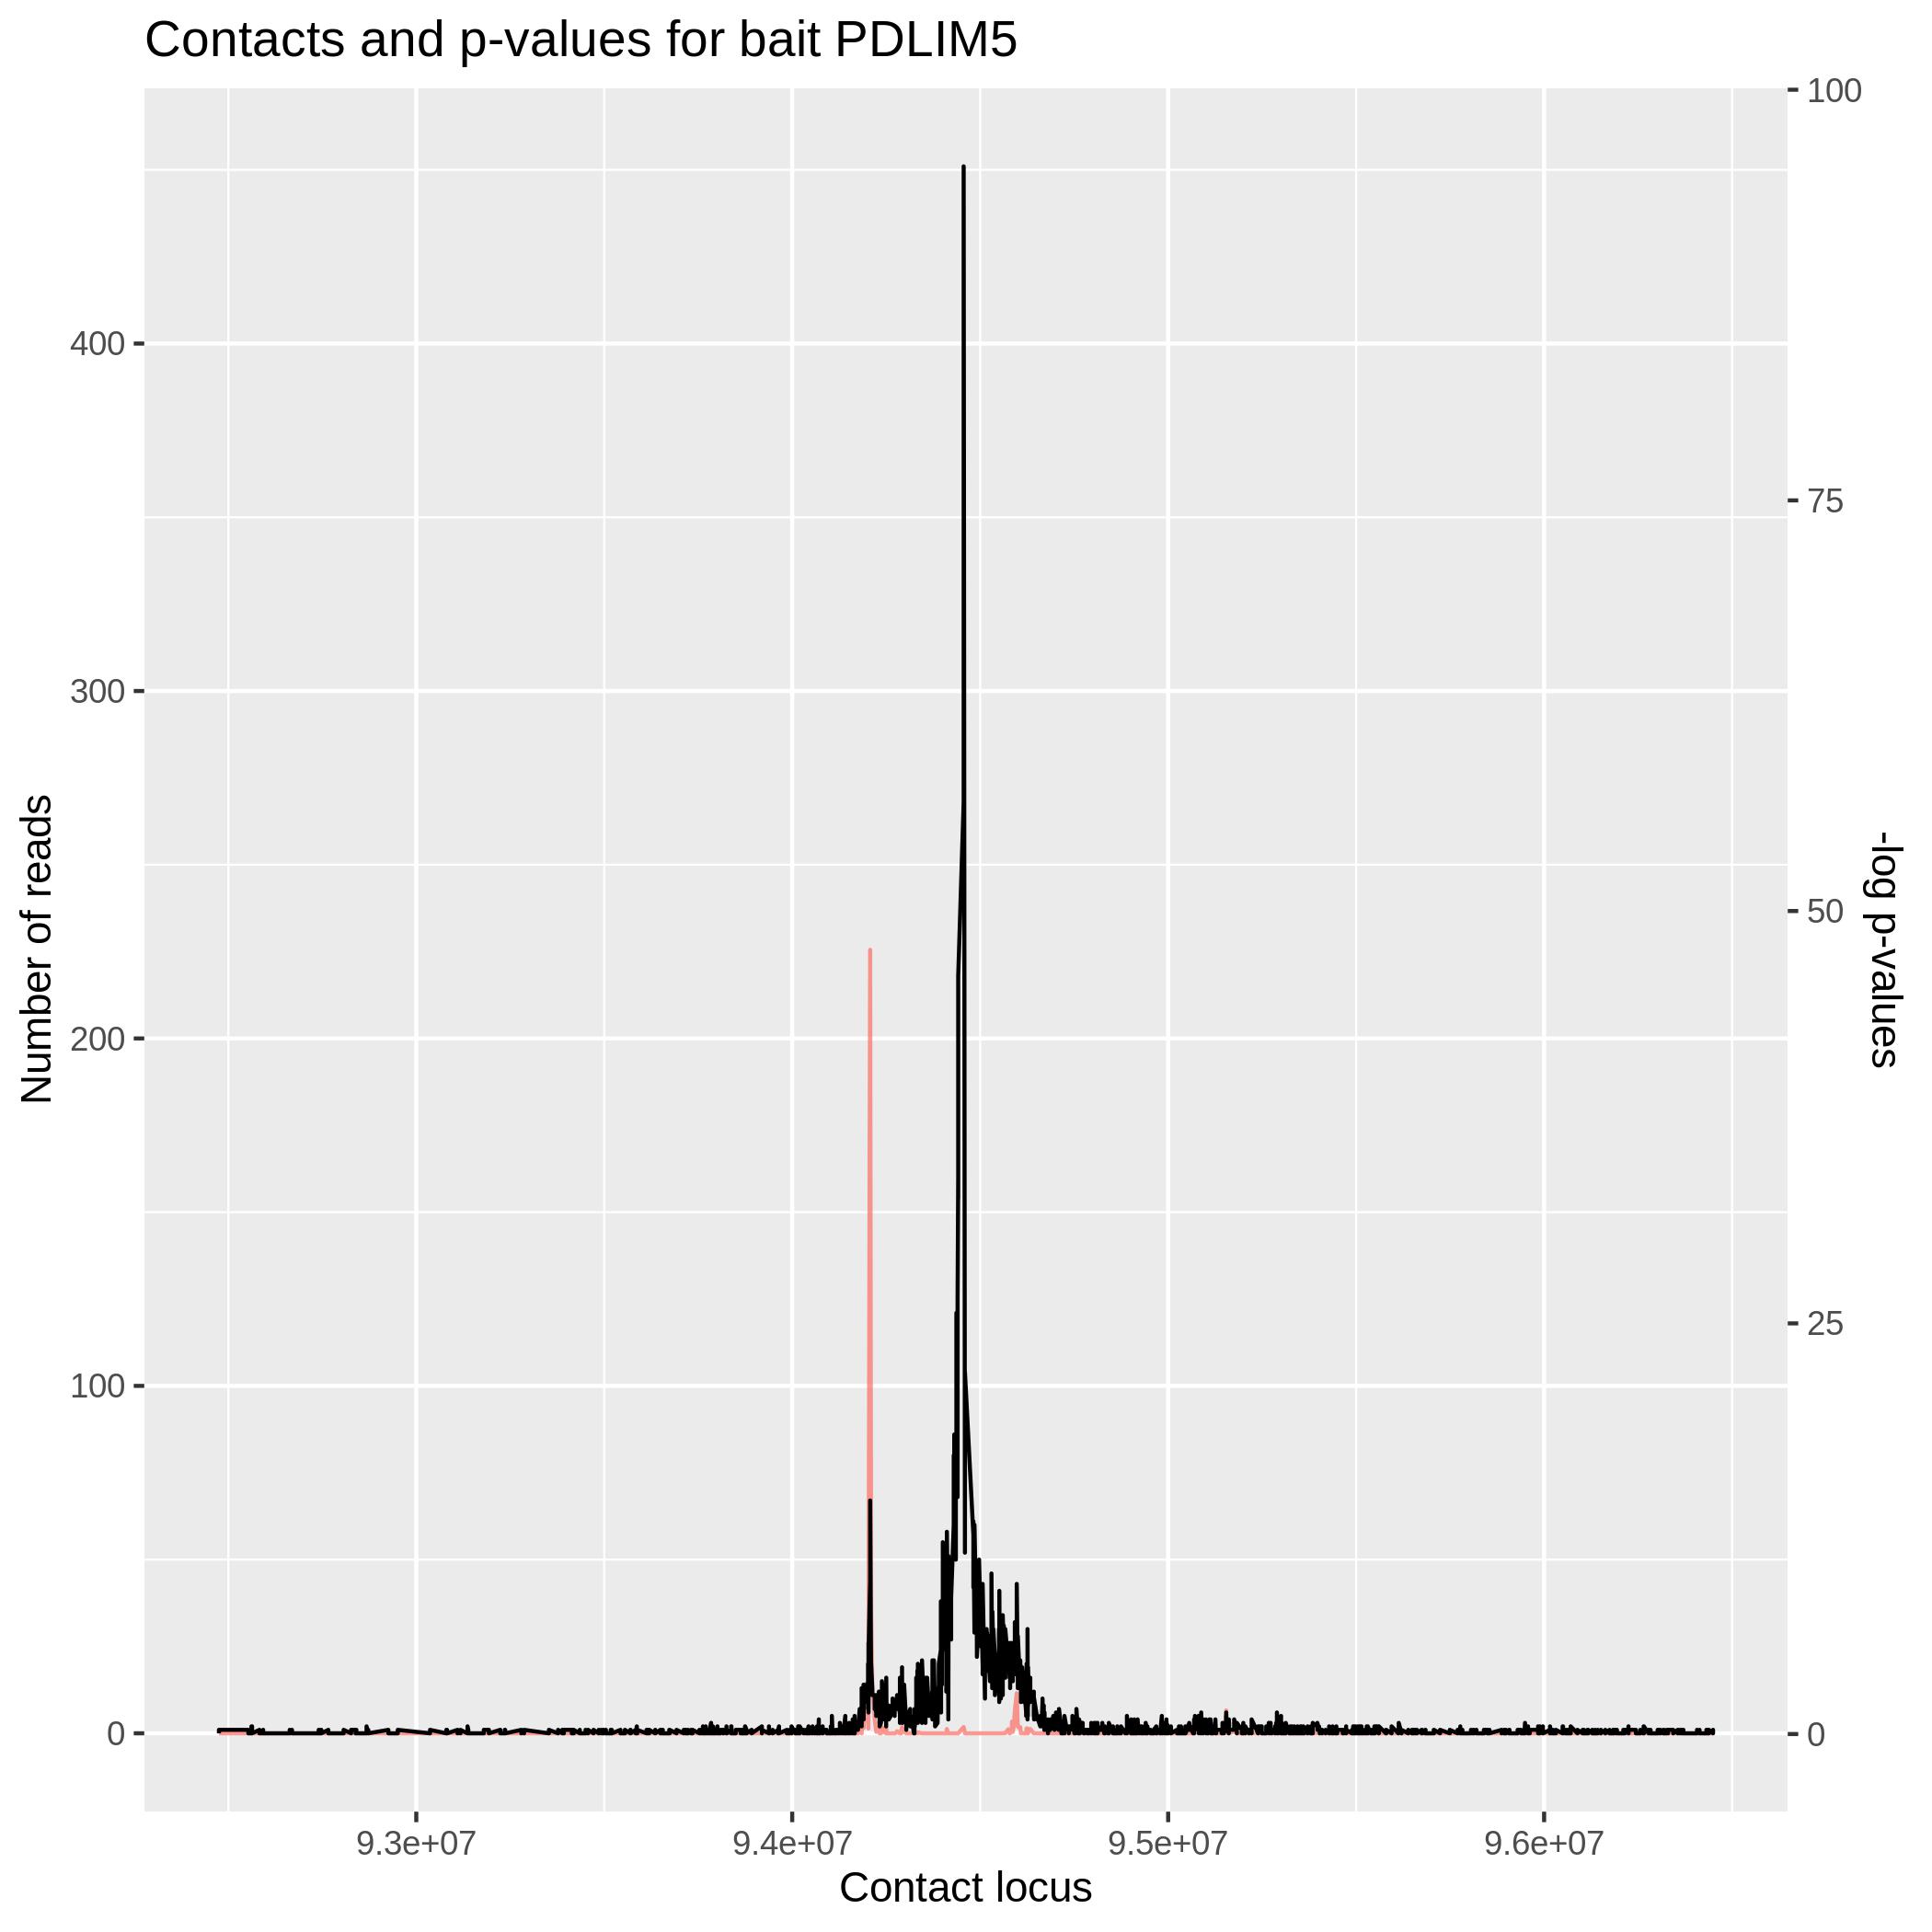 Contacts and p-values for bait PDLIM5
100
75
50
25
0
-log p-values
400
300
200
100
0
Number of reads
9.3e+07 9.4e+07 9.5e+07 9.6e+07
Contact locus